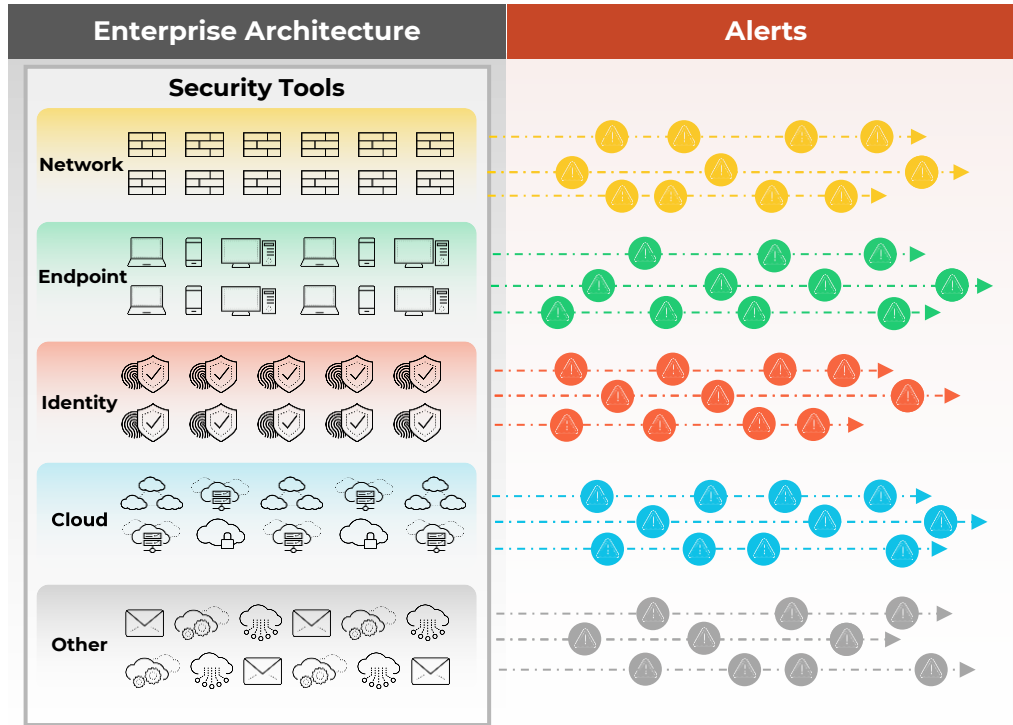 Enterprise Architecture
Alerts
Security Tools
Network
Endpoint
Identity
Cloud
Other